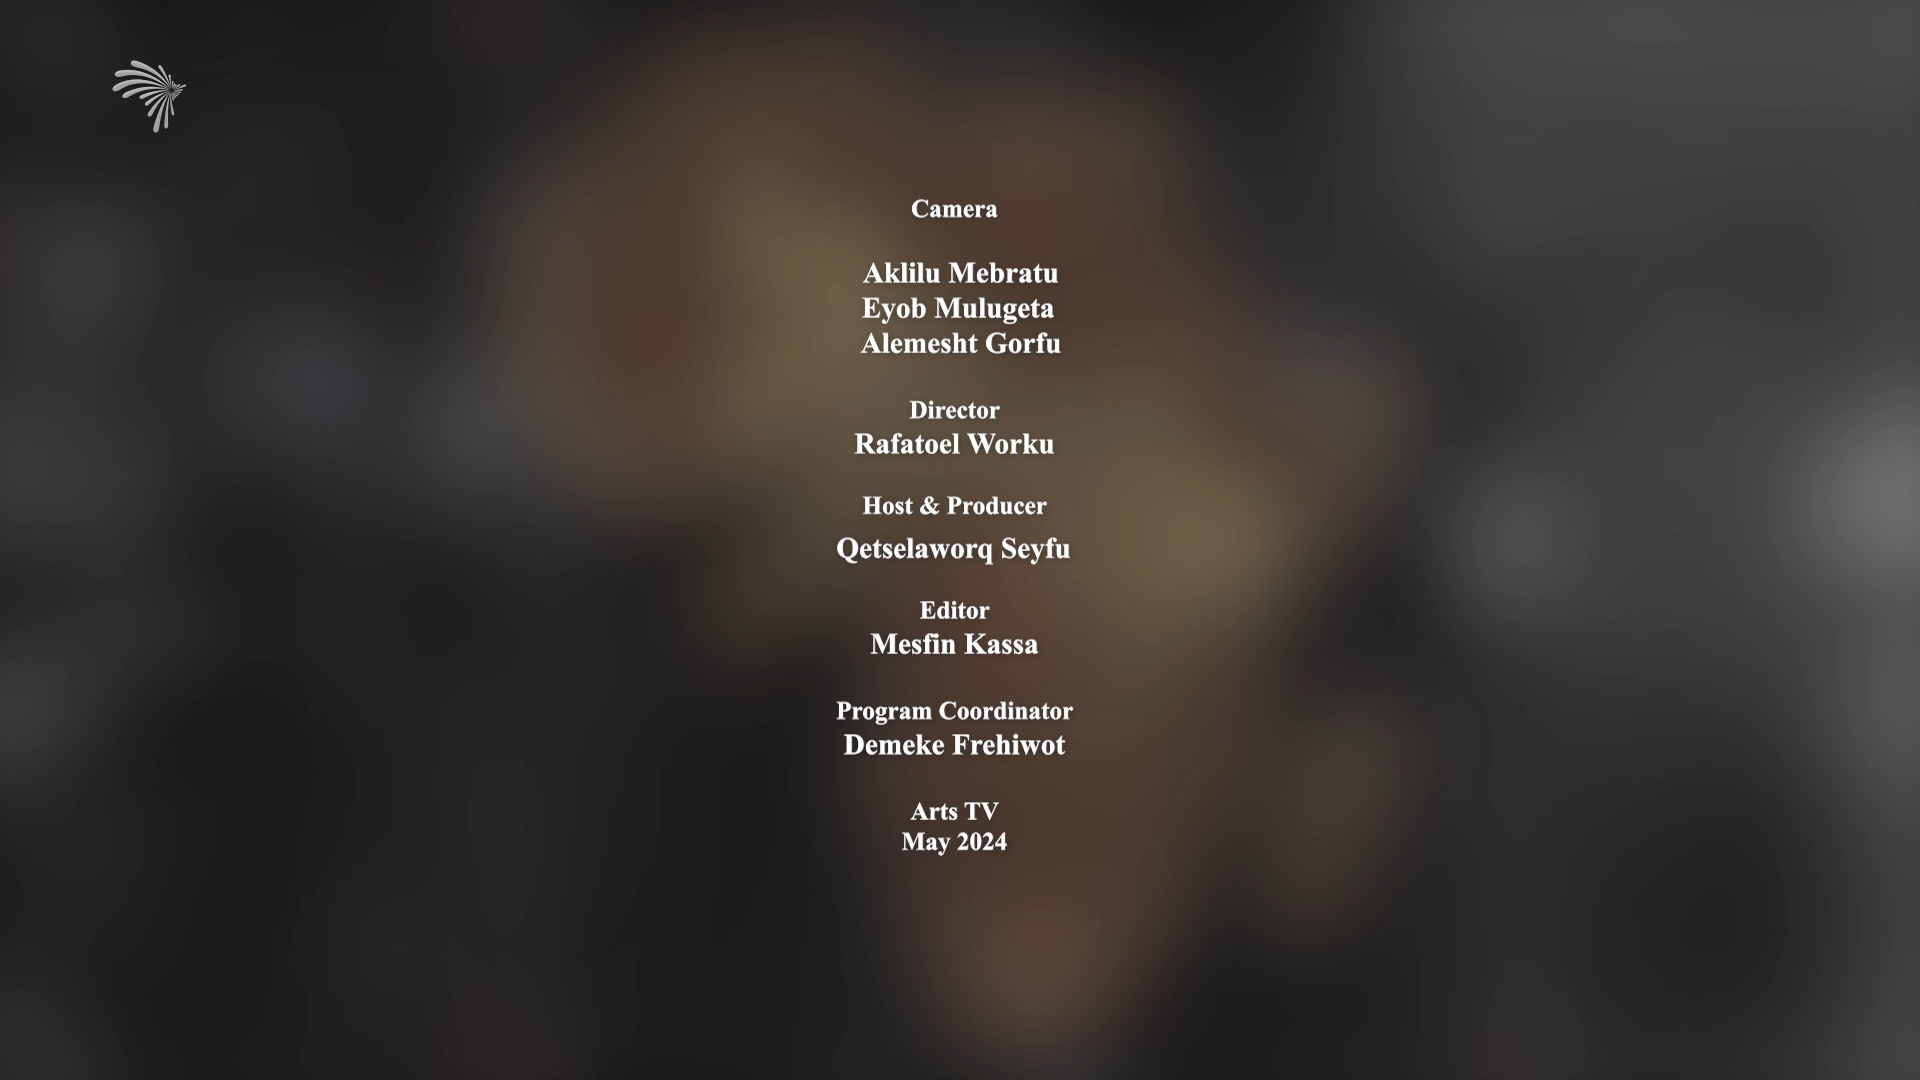 Camera
Aklilu Mebratu
Eyob Mulugeta
Alemesht Gorfu
Director
Rafatoel Worku
Host & Producer
Qetselaworq Seyfu
Editor
Mesfin Kassa
Program Coordinator
Demeke Frehiwot
Arts TV
May 2024